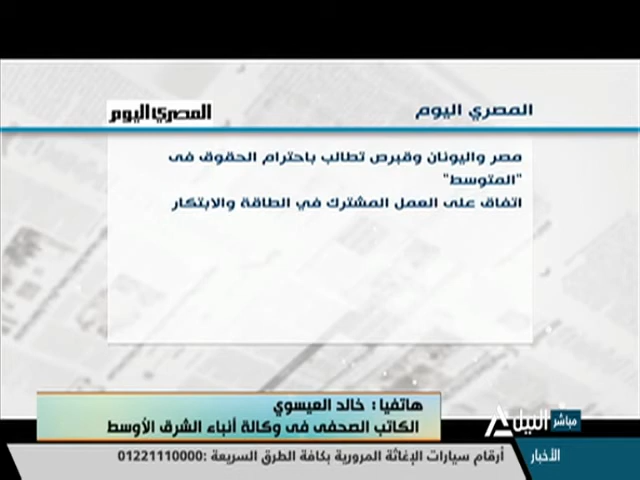 المصري اليوم
المصري اليوم
مصر واليونان وقبرص تطالب باحترام الحقوق فى
"المتوسط"
اتفاق على العمل المشترك في الطاقة والابتكار
هاتفيا: خالد العيسوي
الكاتب الصحفى فى وكالة أنباء الشرق الأوسط
مباشر النيل
الأخبار
أرقام سيارات الإغاثة المرورية بكافة الطرق السريعة :01221110000